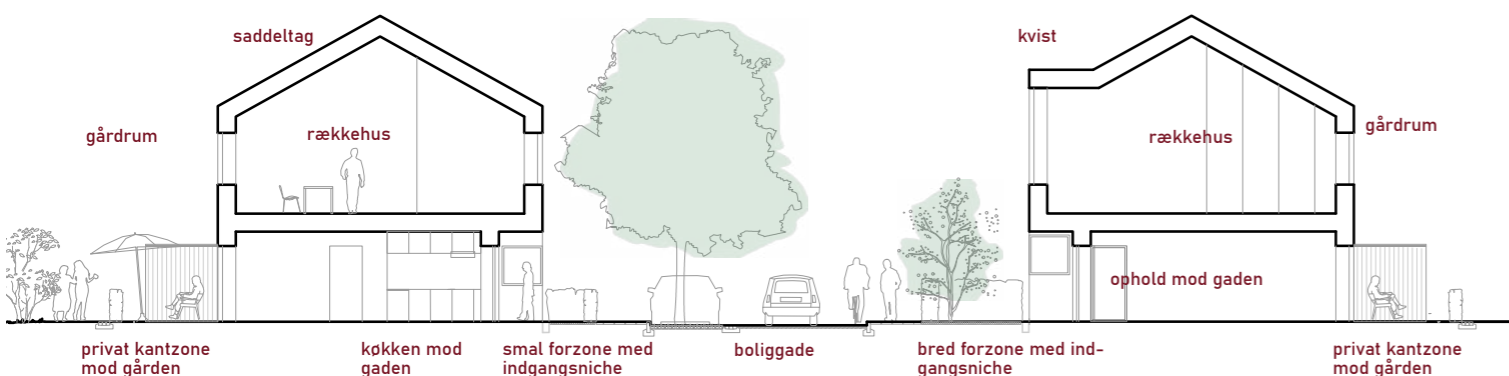 saddeltag
kvist
gårdrum
rækkehus
rækkehus
gårdrum
ophold mod gaden
privat kantzone
mod gården
køkken mod
gaden
smal forzone med
indgangsniche
boliggade
bred forzone med ind-
gangsniche
privat kantzone
mod gården